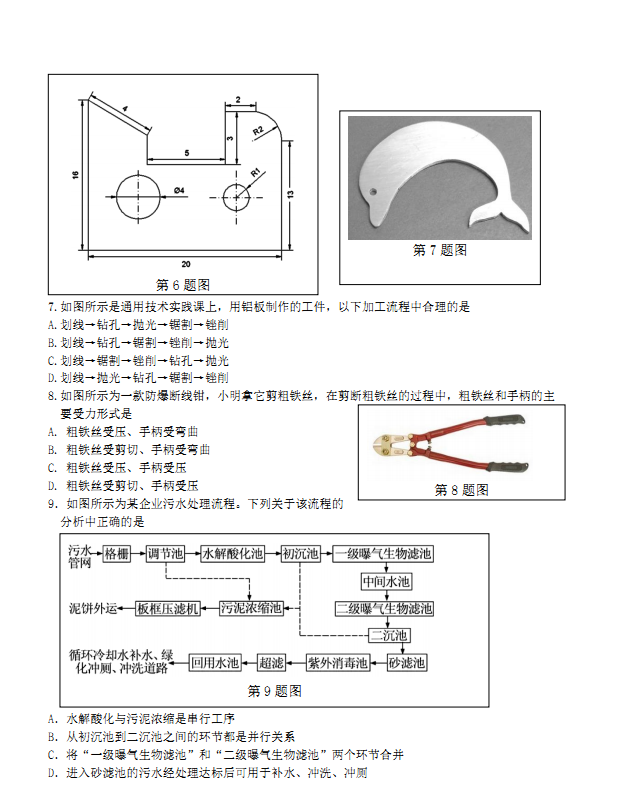 4
2
3
R2
5
16
Ø4
R1
13
20
第6题图
第7题图
7.如图所示是通用技术实践课上，用铝板制作的工件，以下加工流程中合理的是
A.划线→钻孔→抛光→锯割→锉削
B.划线→钻孔→锯割→锉削→抛光
C.划线→锯割→锉削→钻孔→抛光
D.划线→抛光→钻孔→锯割→锉削
8.如图所示为一款防爆断线钳，小明拿它剪粗铁丝，在剪断粗铁丝的过程中，粗铁丝和手柄的主
要受力形式是
A. 粗铁丝受压、手柄受弯曲
B. 粗铁丝受剪切、手柄受弯曲
C. 粗铁丝受压、手柄受压
D. 粗铁丝受剪切、手柄受压
第8题图
9. 如图所示为某企业污水处理流程。下列关于该流程的
分析中正确的是
污水
管网
格栅
调节池
水解酸化池
初沉池
一级曝气生物滤池
中间水池
泥饼外运
板框压滤机
污泥浓缩池
二级曝气生物滤池
二沉池
循环冷却水补水、绿
化冲厕、冲洗道路
回用水池
超滤
紫外消毒池
砂滤池
第9题图
A. 水解酸化与污泥浓缩是串行工序
B. 从初沉池到二沉池之间的环节都是并行关系
C. 将“一级曝气生物滤池”和“二级曝气生物滤池”两个环节合并
D. 进入砂滤池的污水经处理达标后可用于补水、冲洗、冲厕